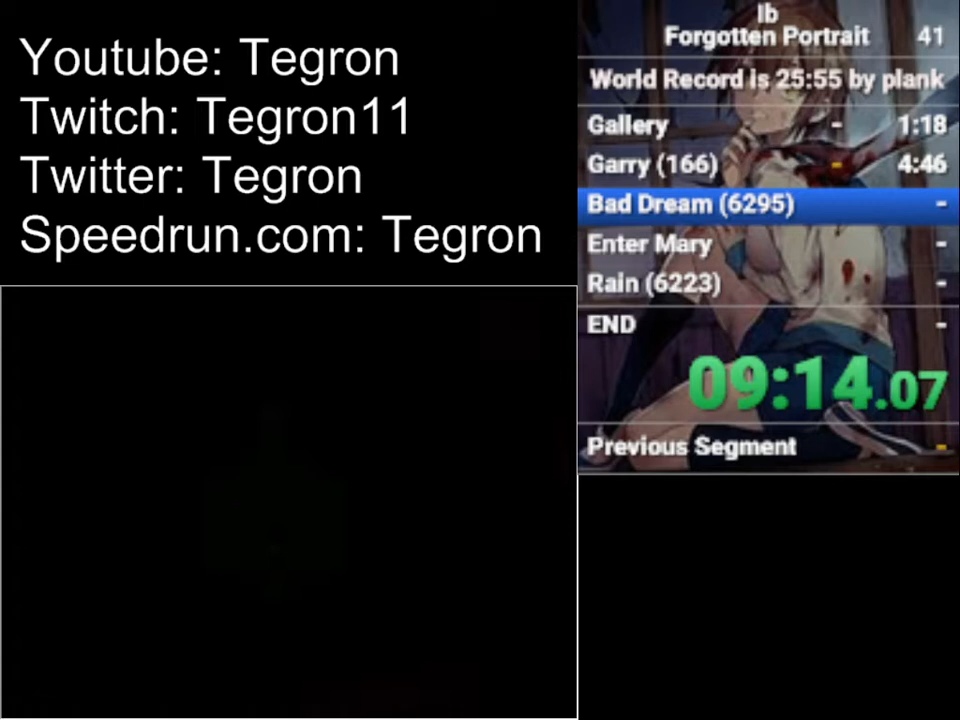 Youtube: Tegron
Twitch: Tegron11
Twitter: Tegron
Speedrun.com: Tegron
Ib
Forgotten Portrait 41
World Record is 25:55 by plank
Gallery - 1:18
Garry (166) - 4:46
Bad Dream (6295) -
Enter Mary -
Rain (6223) -
END -
09:14.07
Previous Segment -